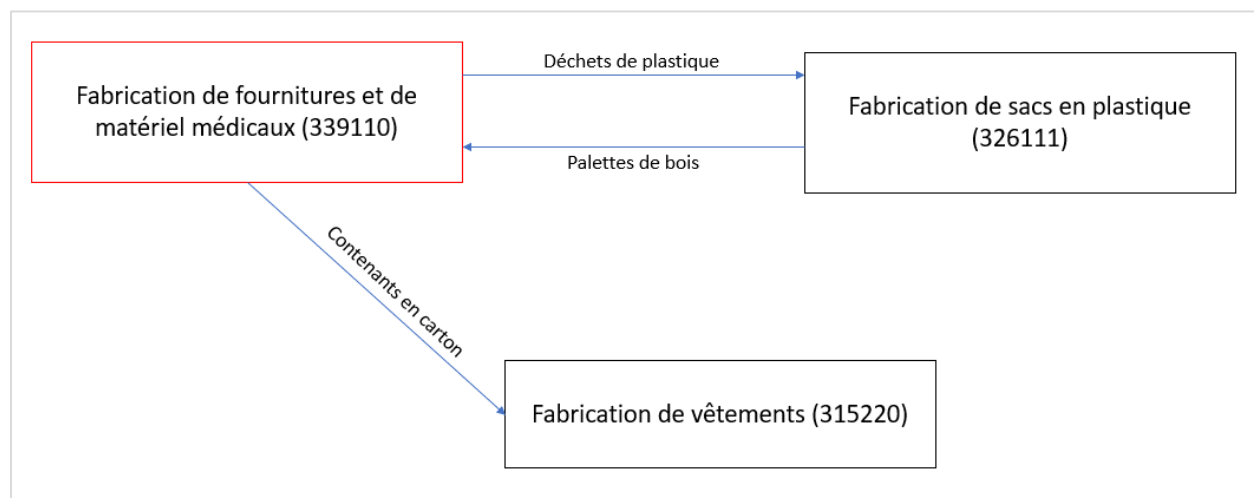 Fabrication de fournitures et de
matériel médicaux (339110)
Déchets de plastique
Fabrication de sacs en plastique
(326111)
Palettes de bois
Contenants en carton
Fabrication de vêtements (315220)